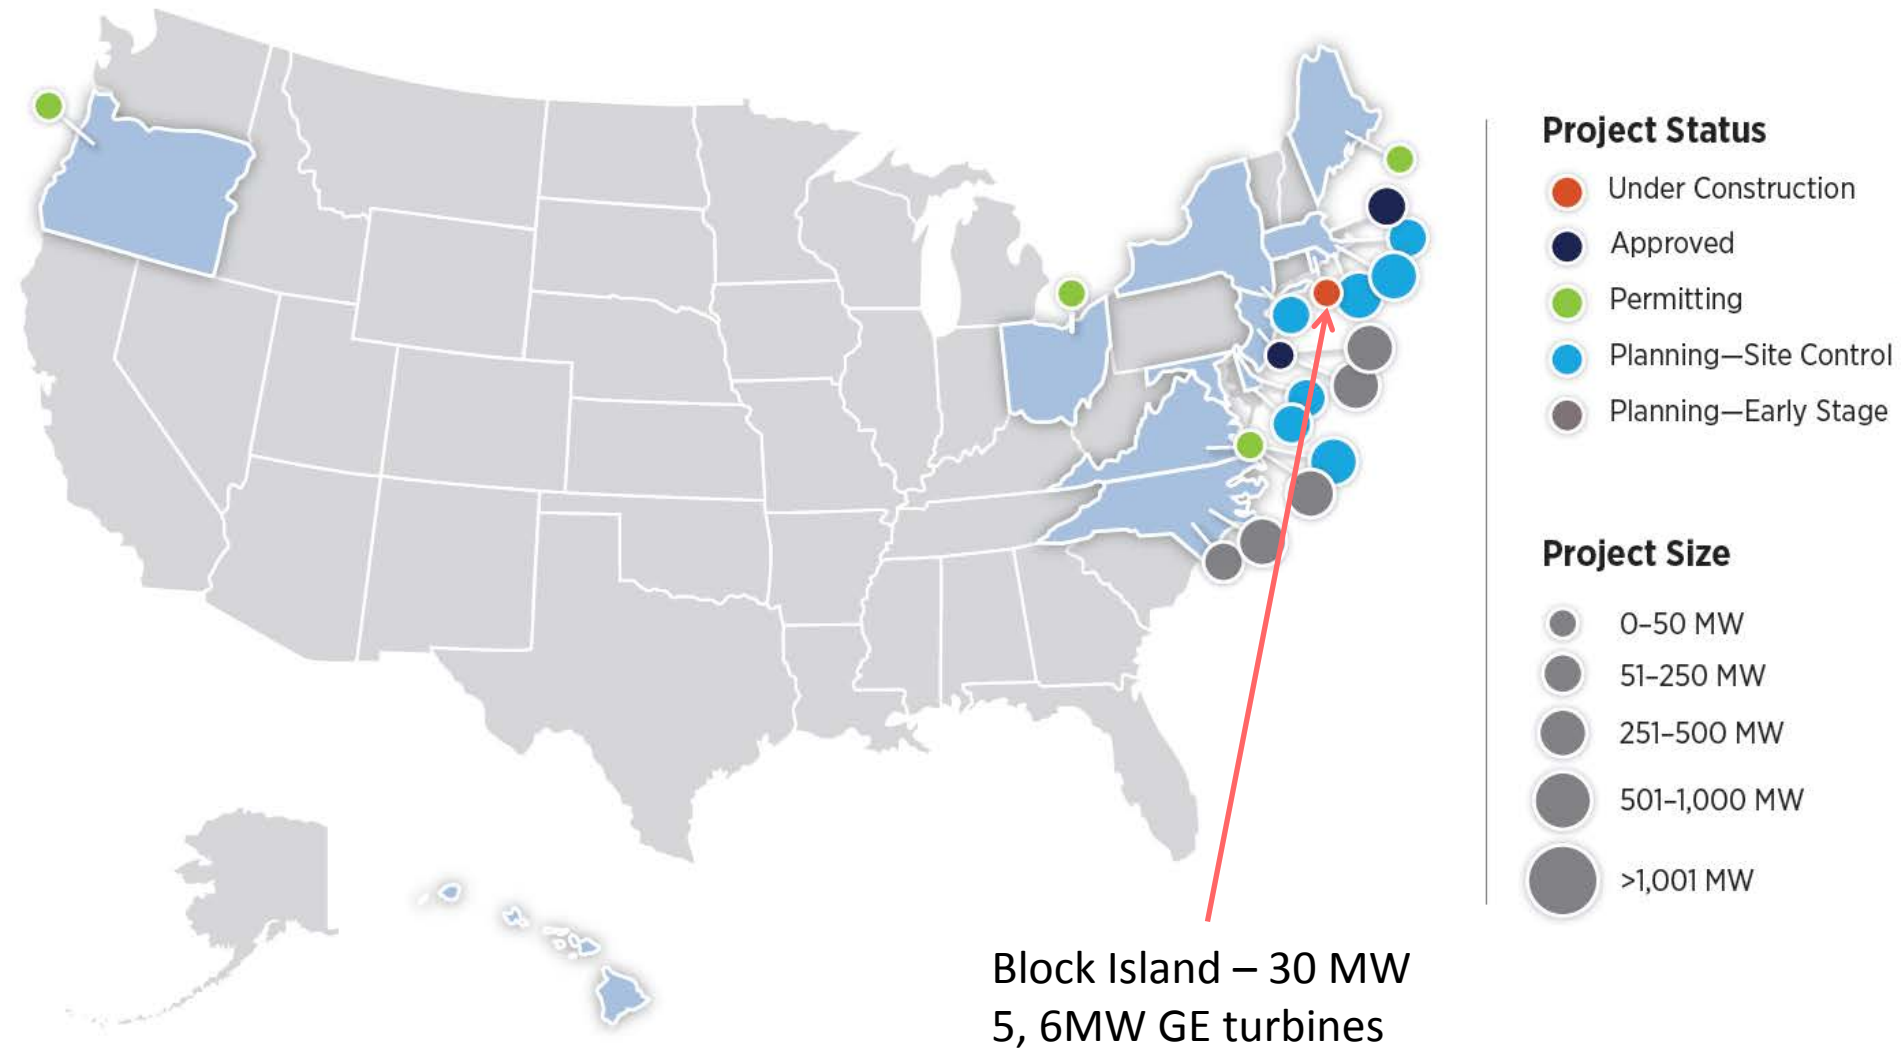 Project Status
Under Construction
Approved
Permitting
Planning—Site Control
Planning—Early Stage
Project Size
0–50 MW
51–250 MW
251–500 MW
501–1,000 MW
>1,001 MW
Block Island – 30 MW
5, 6MW GE turbines